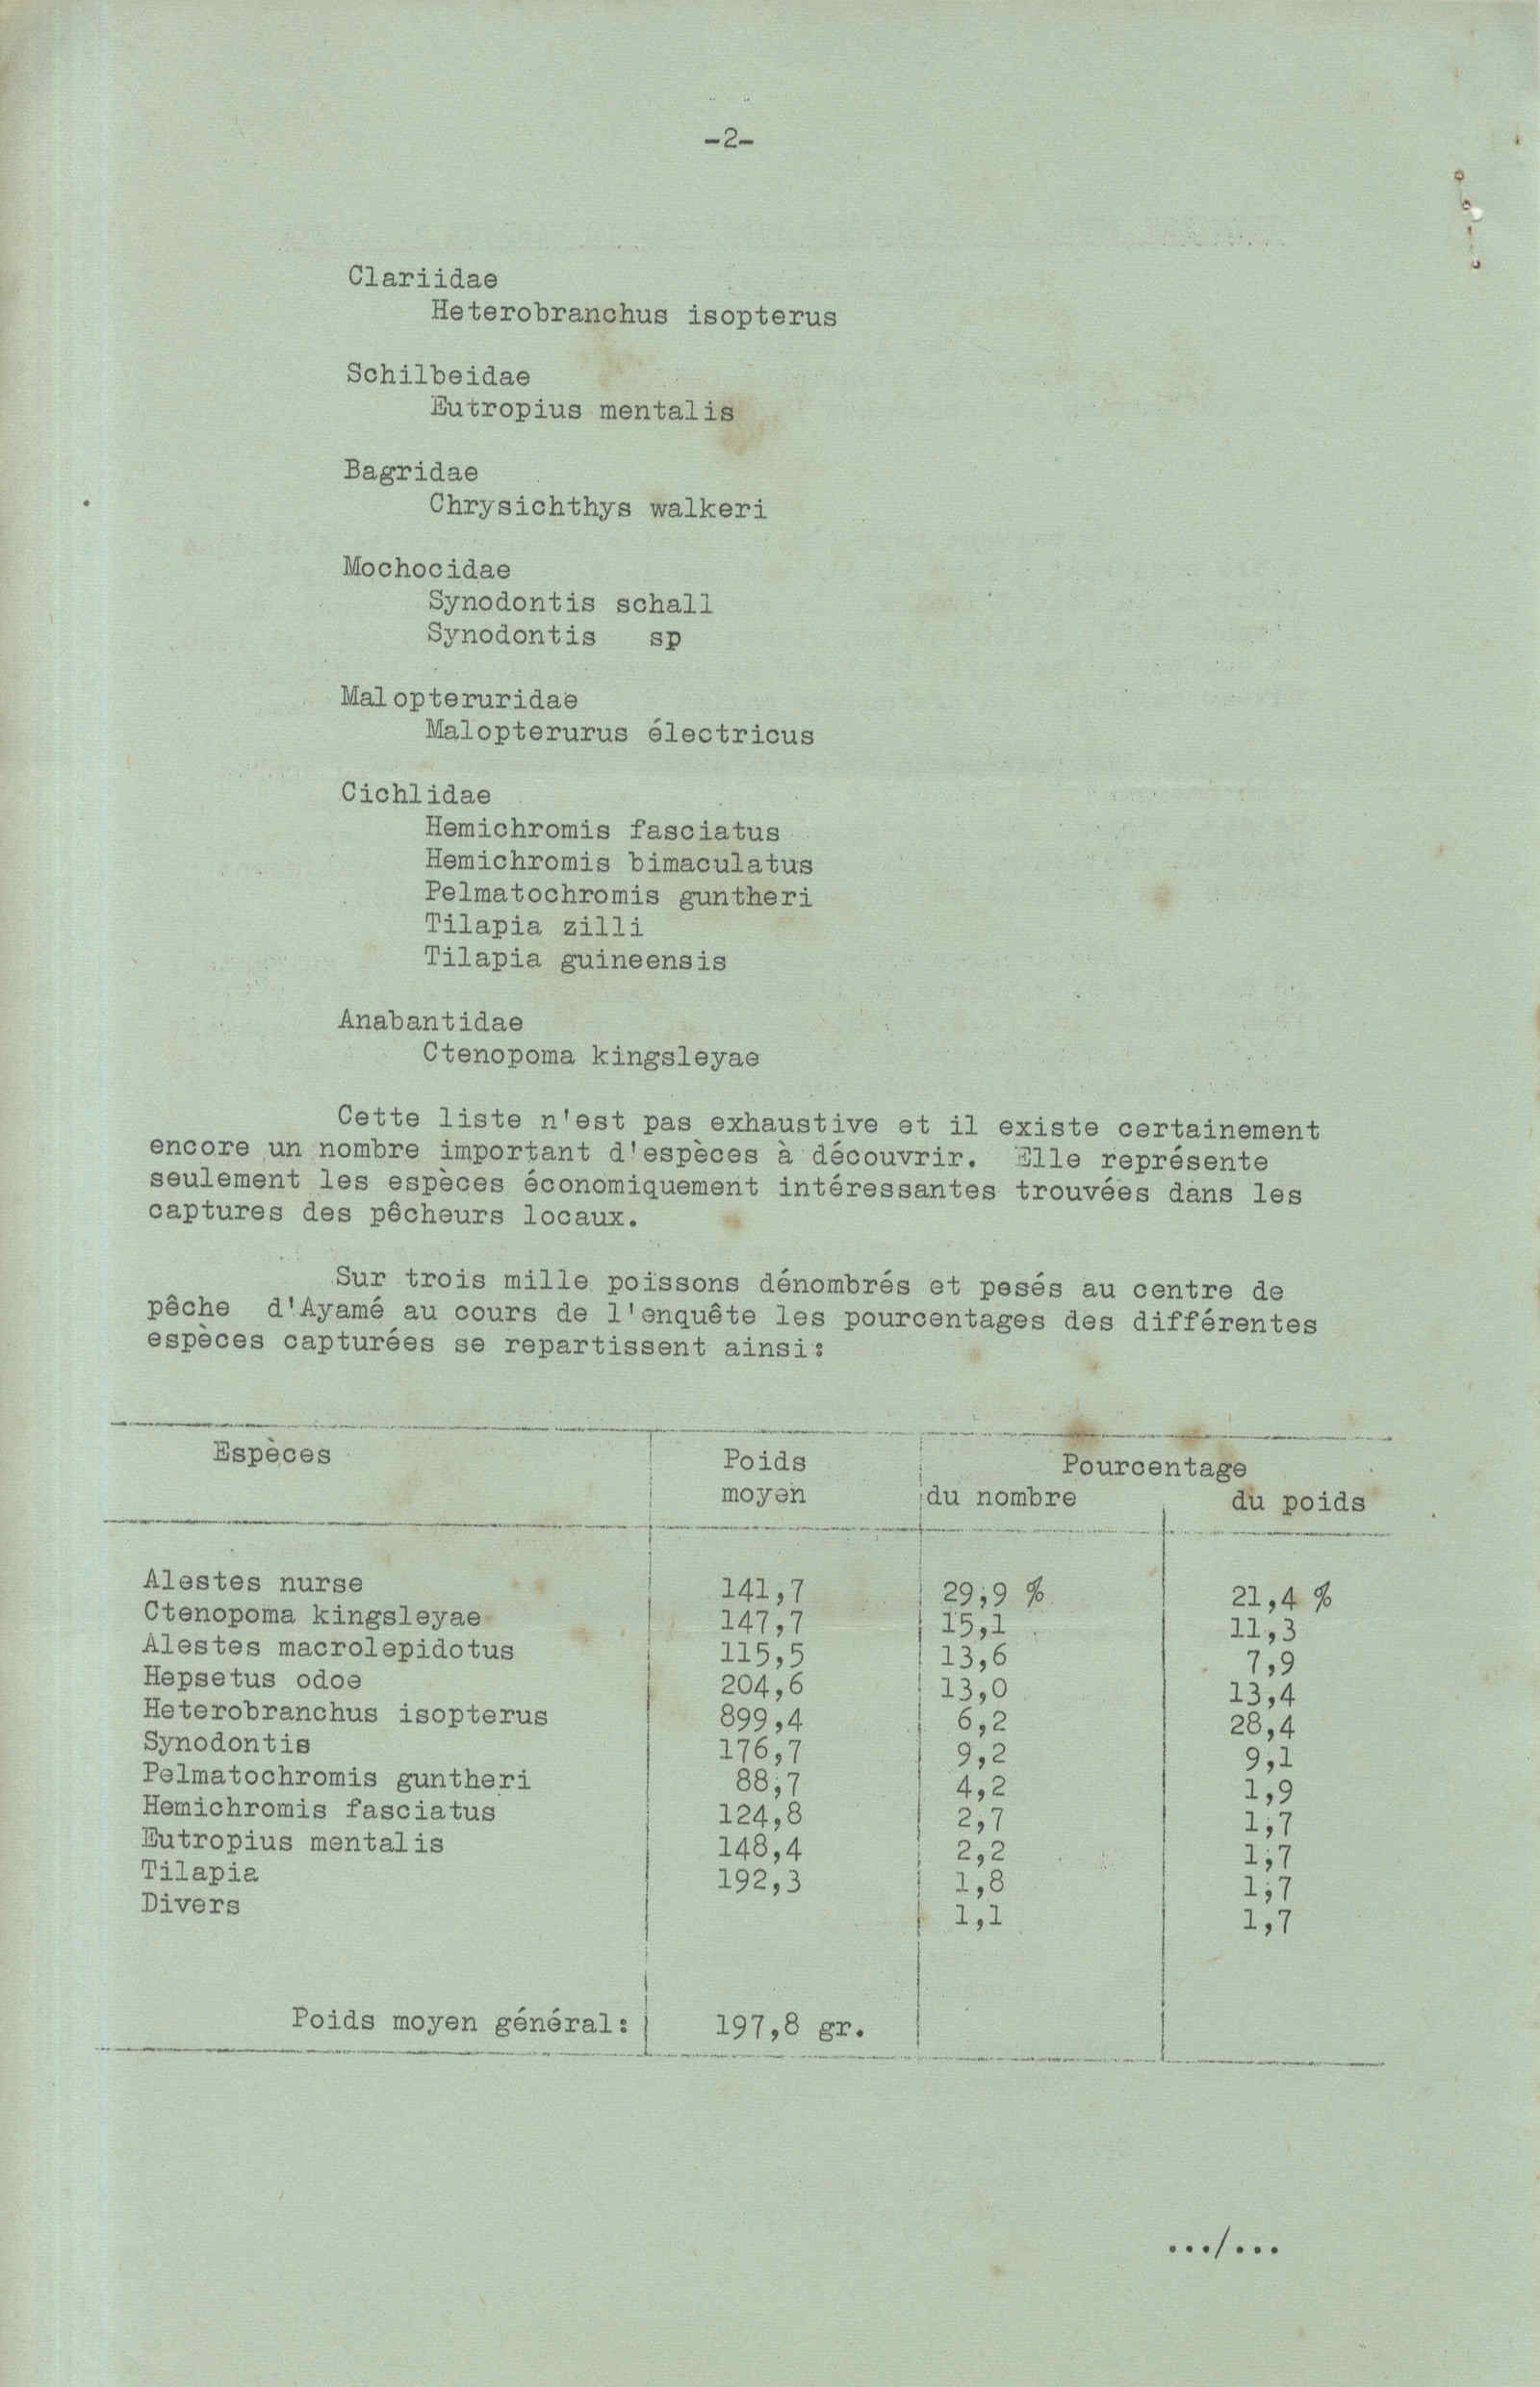 -2-
Clariidae
Heterobranchus isopterus
Schilbeidae
Eutropius mentalis
Bagridae
Chrysichthys walkeri
Mochocidae
Synodontis schall
Synodontis sp
Malopteruridae
Malopterurus électricus
Cichlidae
Hemichromis fasciatus
Hemichromis bimaculatus
Pelmatochromis guntheri
Tilapia zilli
Tilapia guineensis
Anabantidae
Ctenopoma kingsleyae
Cette liste n'est pas exhaustive et il existe certainement
encore un nombre important d'espèces à découvrir. Elle représente
seulement les espèces économiquement intéressantes trouvées dans les
captures des pêcheurs locaux.
Sur trois mille poissons dénombrés et pesés au centre de
pêche d'Ayamé au cours de l'enquête les pourcentages des différentes
espèces capturées se repartissent ainsi:
Espèces Poids Pourcentage
moyen du nombre du poids
Alestes nurse 141,7 29,9 % 21,4 %
Ctenopoma kingsleyae 147,7 15,1 11,3
Alestes macrolepidotus 115,5 13,6 7,9
Hepsetus odoe 204,6 13,0 13,4
Heterobranchus isopterus 899,4 6,2 28,4
Synodontis 176,7 9,2 9,1
Pelmatochromis guntheri 88,7 4,2 1,9
Hemichromis fasciatus 124,8 2,7 1,7
Eutropius mentalis 148,4 2,2 1,7
Tilapia 192,3 1,8 1,7
Divers 1,1 1,7
Poids moyen général: 197,8 gr.
.../...